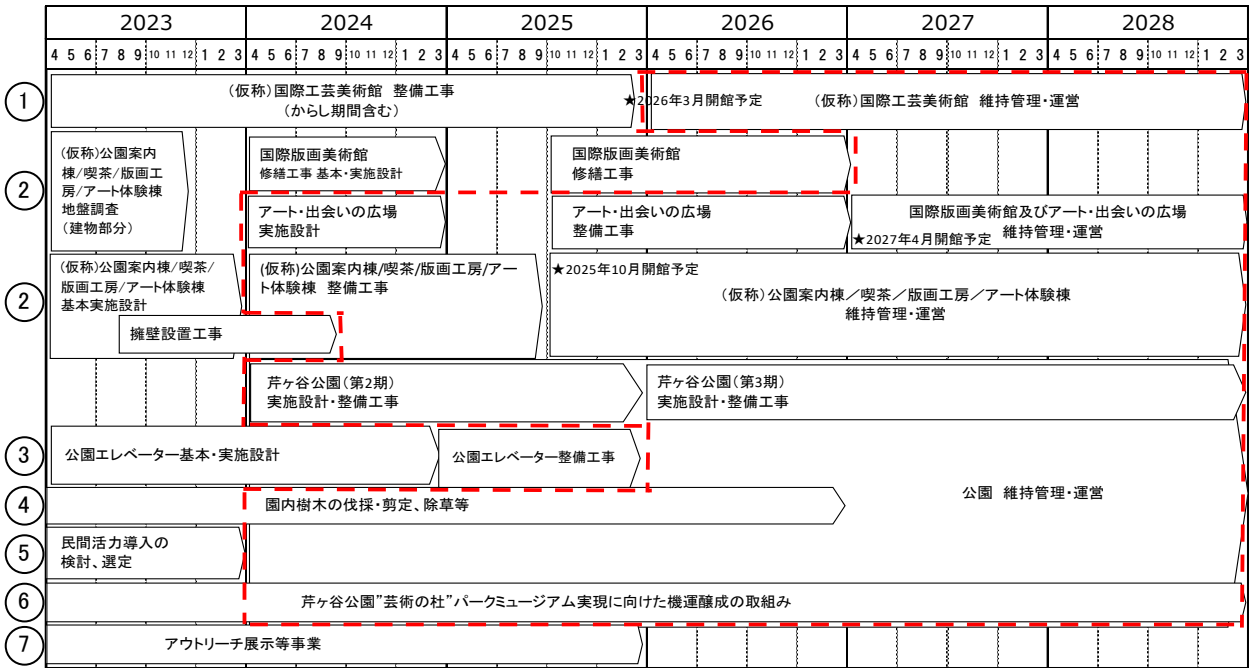 2023 2024 2025 2026 2027 2028
4 5 6 7 8 9 10 11 12 1 2 3 4 5 6 7 8 9 10 11 12 1 2 3 4 5 6 7 8 9 10 11 12 1 2 3 4 5 6 7 8 9 10 11 12 1 2 3 4 5 6 7 8 9 10 11 12 1 2 3 4 5 6 7 8 9 10 11 12 1 2 3
①
(仮称)国際工芸美術館 整備工事
(からし期間含む)
★2026年3月開館予定
(仮称)国際工芸美術館 維持管理・運営
②
(仮称)公園案内
棟/喫茶/版画工
房/アート体験棟
地盤調査
(建物部分)
国際版画美術館
修繕工事 基本・実施設計
国際版画美術館
修繕工事
アート・出会いの広場
実施設計
アート・出会いの広場
整備工事
国際版画美術館及びアート・出会いの広場
維持管理・運営
★2027年4月開館予定
②
(仮称)公園案内棟/喫茶/
版画工房/アート体験棟
基本実施設計
擁壁設置工事
(仮称)公園案内棟/喫茶/版画工房/アー
ト体験棟 整備工事
★2025年10月開館予定
(仮称)公園案内棟/喫茶/版画工房/アート体験棟
維持管理・運営
芹ヶ谷公園(第2期)
実施設計・整備工事
芹ヶ谷公園(第3期)
実施設計・整備工事
③
公園エレベーター基本・実施設計
公園エレベーター整備工事
公園 維持管理・運営
④
園内樹木の伐採・剪定、除草等
⑤
民間活力導入の
検討、選定
⑥
芹ヶ谷公園”芸術の杜”パークミュージアム実現に向けた機運醸成の取組み
⑦
アウトリーチ展示等事業